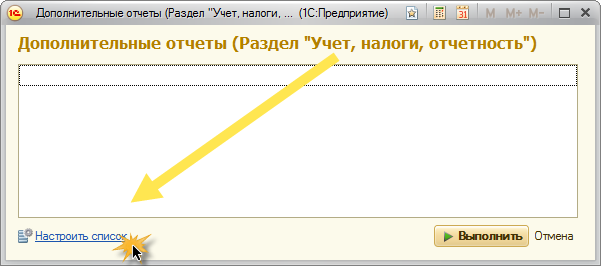 Дополнительные отчеты (Раздел "Учет, налоги, ... (1С:Предприятие)
M M+ M-
Дополнительные отчеты (Раздел "Учет, налоги, отчетность")
Настроить список
Выполнить Отмена